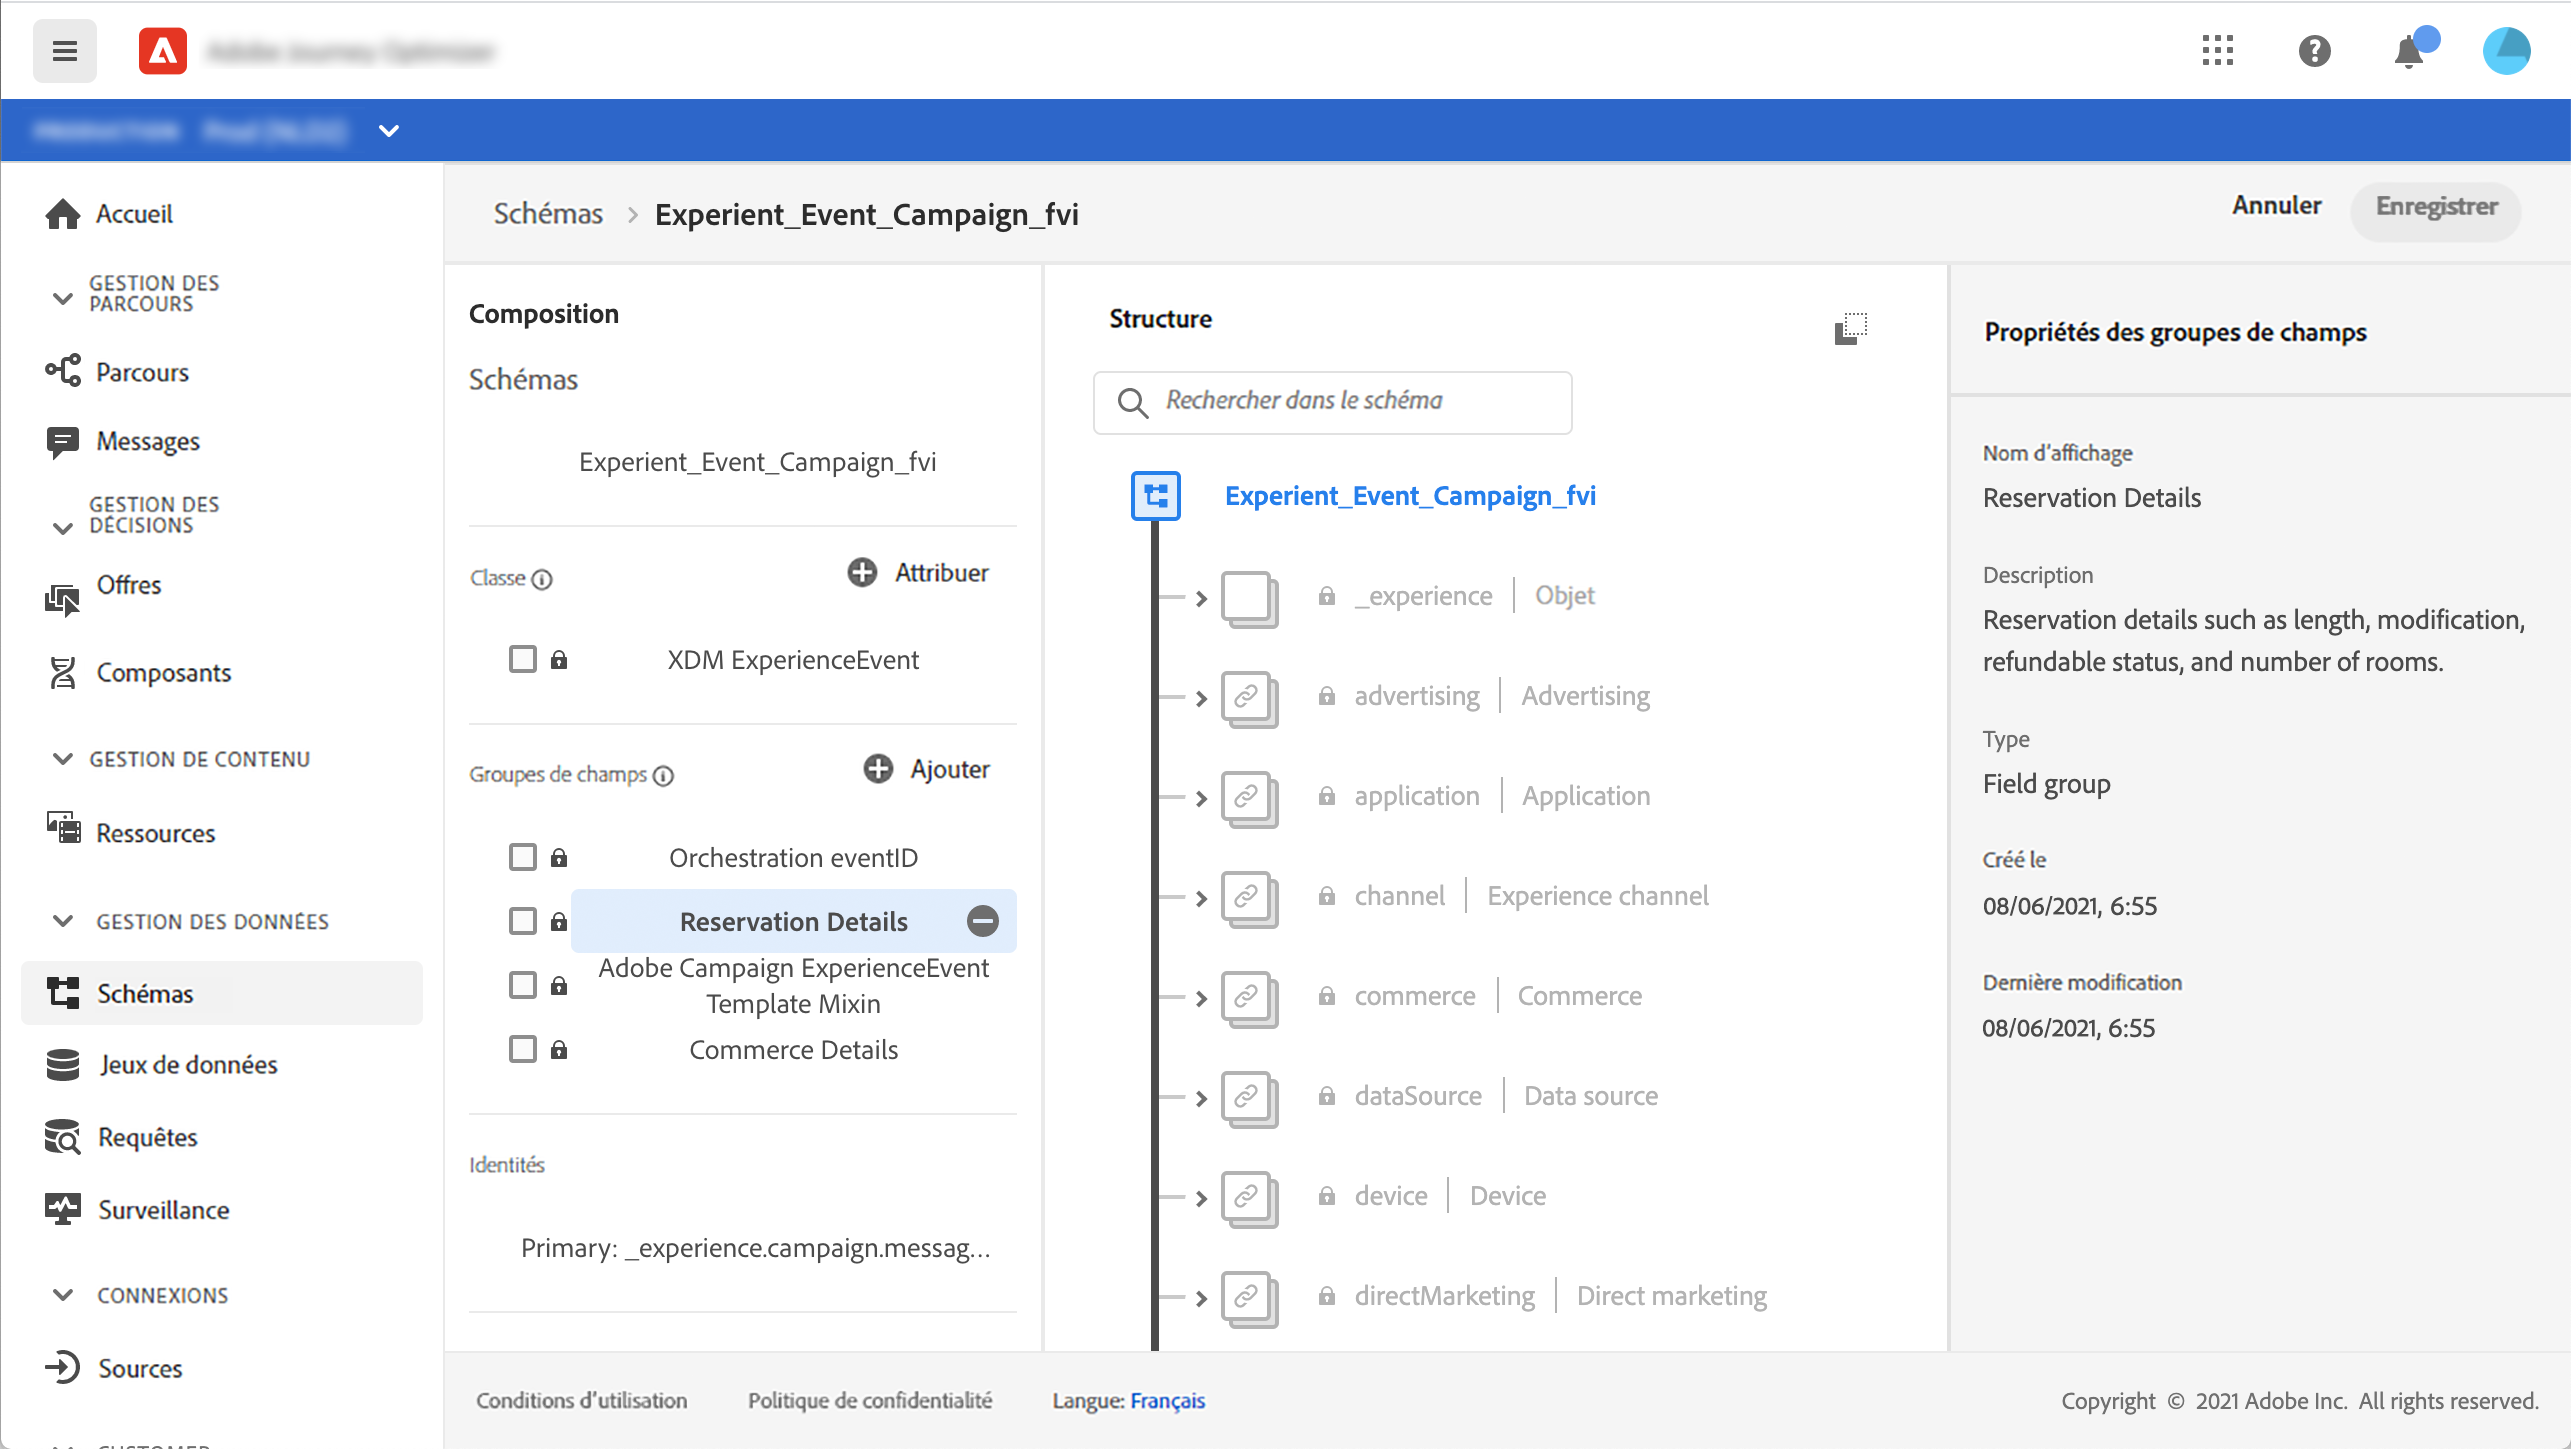 Accueil
GESTION DES
PARCOURS
Parcours
Messages
GESTION DES
DÉCISIONS
Offres
Composants
GESTION DE CONTENU
Ressources
GESTION DES DONNÉES
Schémas
Jeux de données
Requêtes
Surveillance
CONNEXIONS
Sources
Schémas > Experient_Event_Campaign_fvi
Annuler
Enregistrer
Composition
Schémas
Experient_Event_Campaign_fvi
Classe
Attribuer
XDM ExperienceEvent
Groupes de champs
Ajouter
Orchestration eventID
Reservation Details
Adobe Campaign ExperienceEvent
Template Mixin
Commerce Details
Identités
Primary: _experience.campaign.messag...
Structure
Rechercher dans le schéma
Experient_Event_Campaign_fvi
_experience | Objet
advertising | Advertising
application | Application
channel | Experience channel
commerce | Commerce
dataSource | Data source
device | Device
directMarketing | Direct marketing
Propriétés des groupes de champs
Nom d'affichage
Reservation Details
Description
Reservation details such as length, modification,
refundable status, and number of rooms.
Type
Field group
Créé le
08/06/2021, 6:55
Dernière modification
08/06/2021, 6:55
Conditions d'utilisation
Politique de confidentialité
Langue: Français
Copyright © 2021 Adobe Inc. All rights reserved.